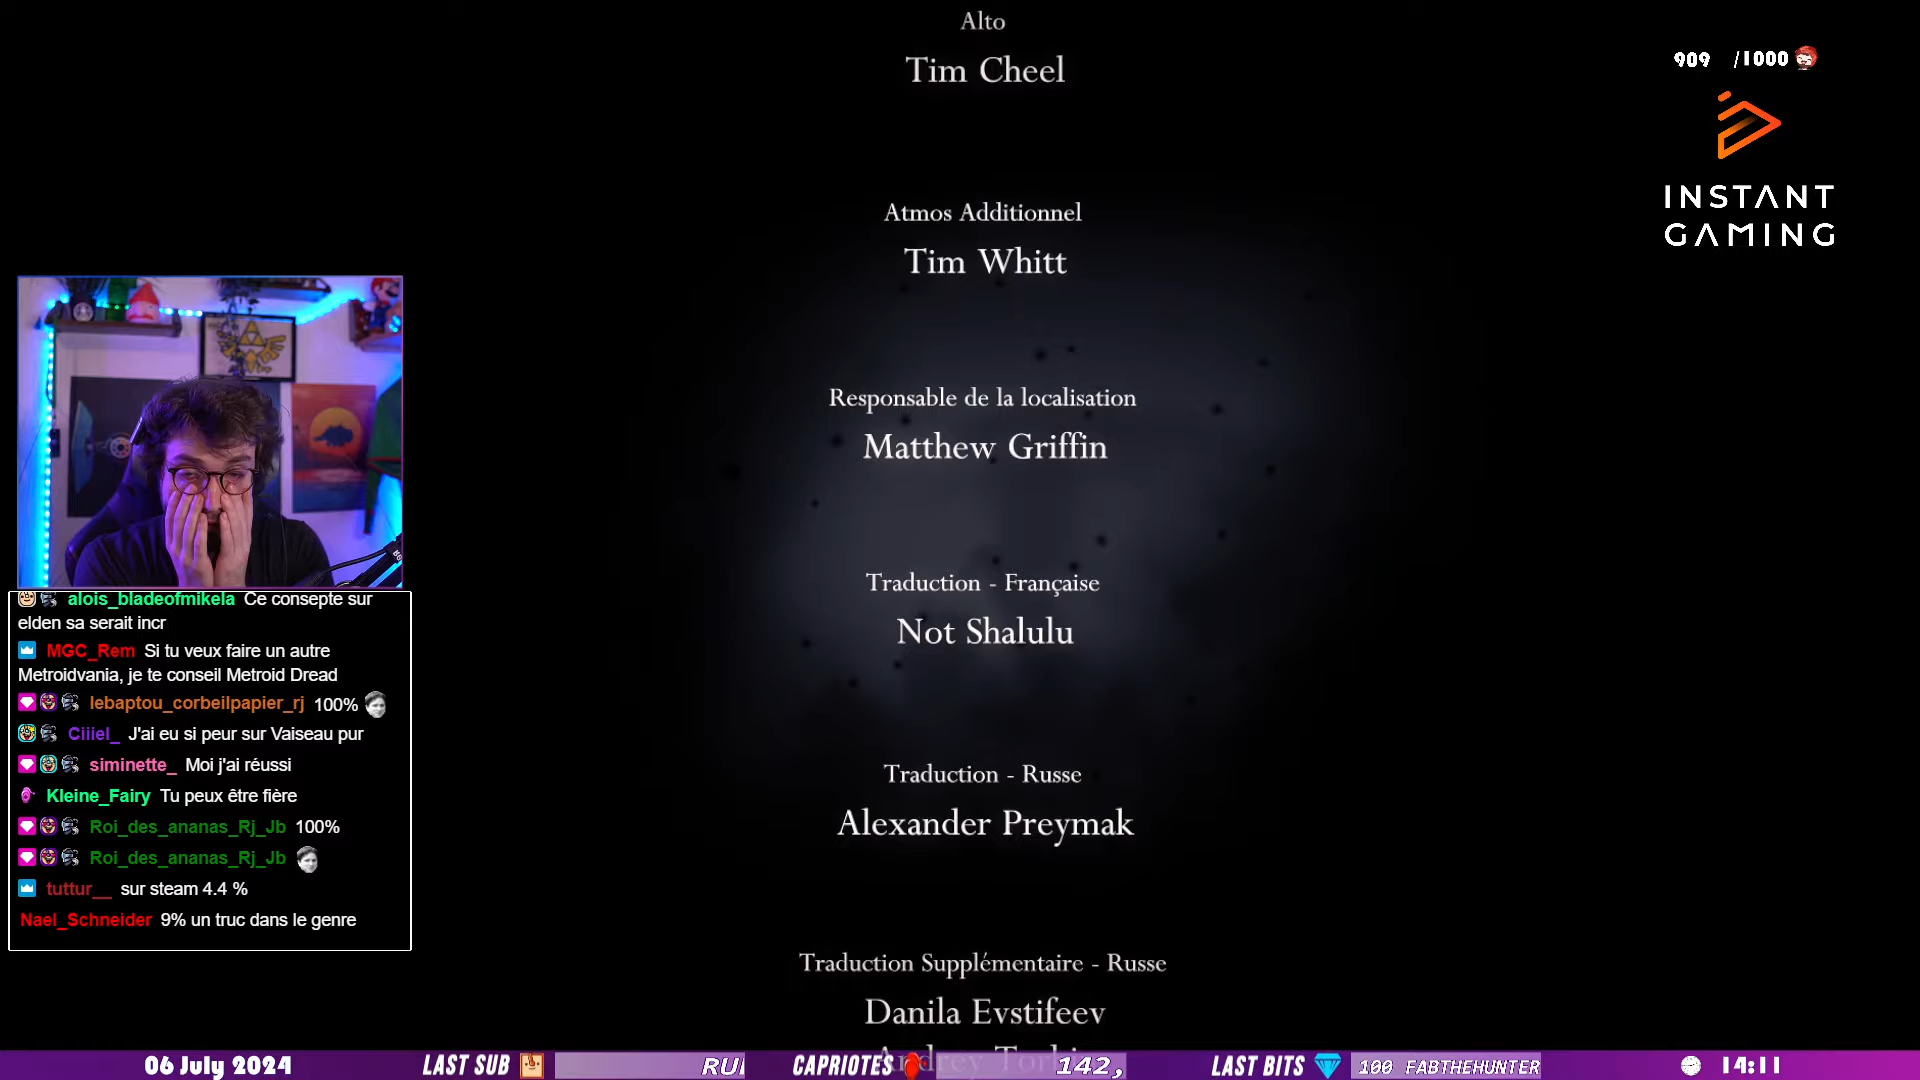 Alto
Tim Cheel
909 /1000
INSTANT
GAMING
Atmos Additionnel
Tim Whitt
Responsable de la localisation
Matthew Griffin
Traduction - Française
Not Shalulu
Traduction - Russe
Alexander Preymak
Traduction Supplémentaire - Russe
Danila Evstifeev
alois_bladeofmikela Ce consepte sur
elden sa serait incr
MGC_Rem Si tu veux faire un autre
Metroidvania, je te conseil Metroid Dread
lebaptou_corbeilpapier_rj 100%
Ciiiel_ J'ai eu si peur sur Vaiseau pur
siminette_ Moi j'ai réussi
Kleine_Fairy Tu peux être fière
Roi_des_ananas_Rj_Jb 100%
Roi_des_ananas_Rj_Jb
tuttur__ sur steam 4.4 %
Nael_Schneider 9% un truc dans le genre
06 July 2024 LAST SUB CAPRIOTES 142, LAST BITS 100 FABTHEHUNTER 14:11